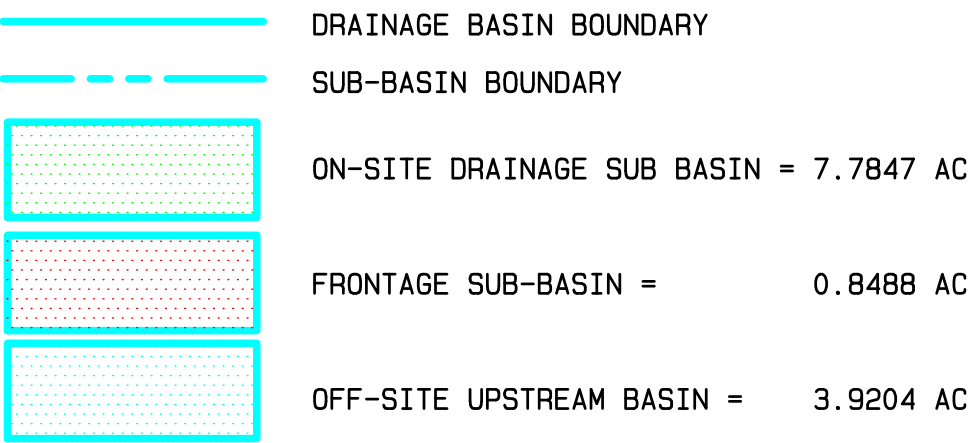 DRAINAGE BASIN BOUNDARY
SUB-BASIN BOUNDARY
ON-SITE DRAINAGE SUB BASIN = 7.7847 AC
FRONTAGE SUB-BASIN = 0.8488 AC
OFF-SITE UPSTREAM BASIN = 3.9204 AC